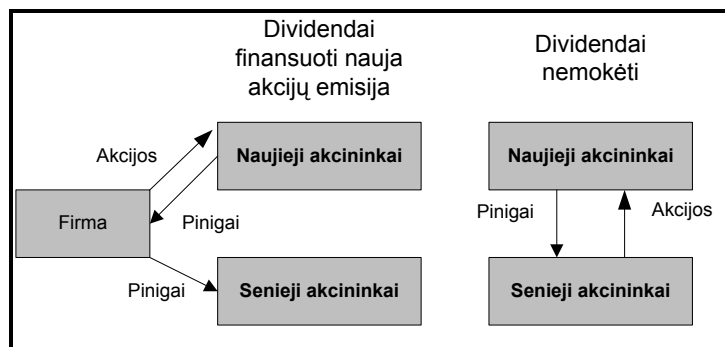 Dividendai
finansuoti nauja
akcijų emisija
Dividendai
nemokėti
Akcijos
Naujieji akcininkai
Pinigai
Firma
Pinigai
Senieji akcininkai
Naujieji akcininkai
Pinigai
Akcijos
Senieji akcininkai